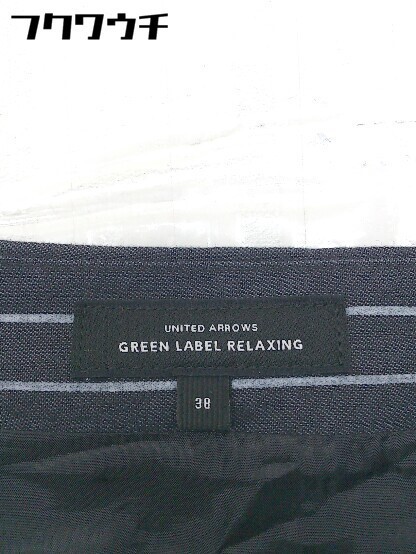 フクワウチ
UNITED ARROWS
GREEN LABEL RELAXING
38